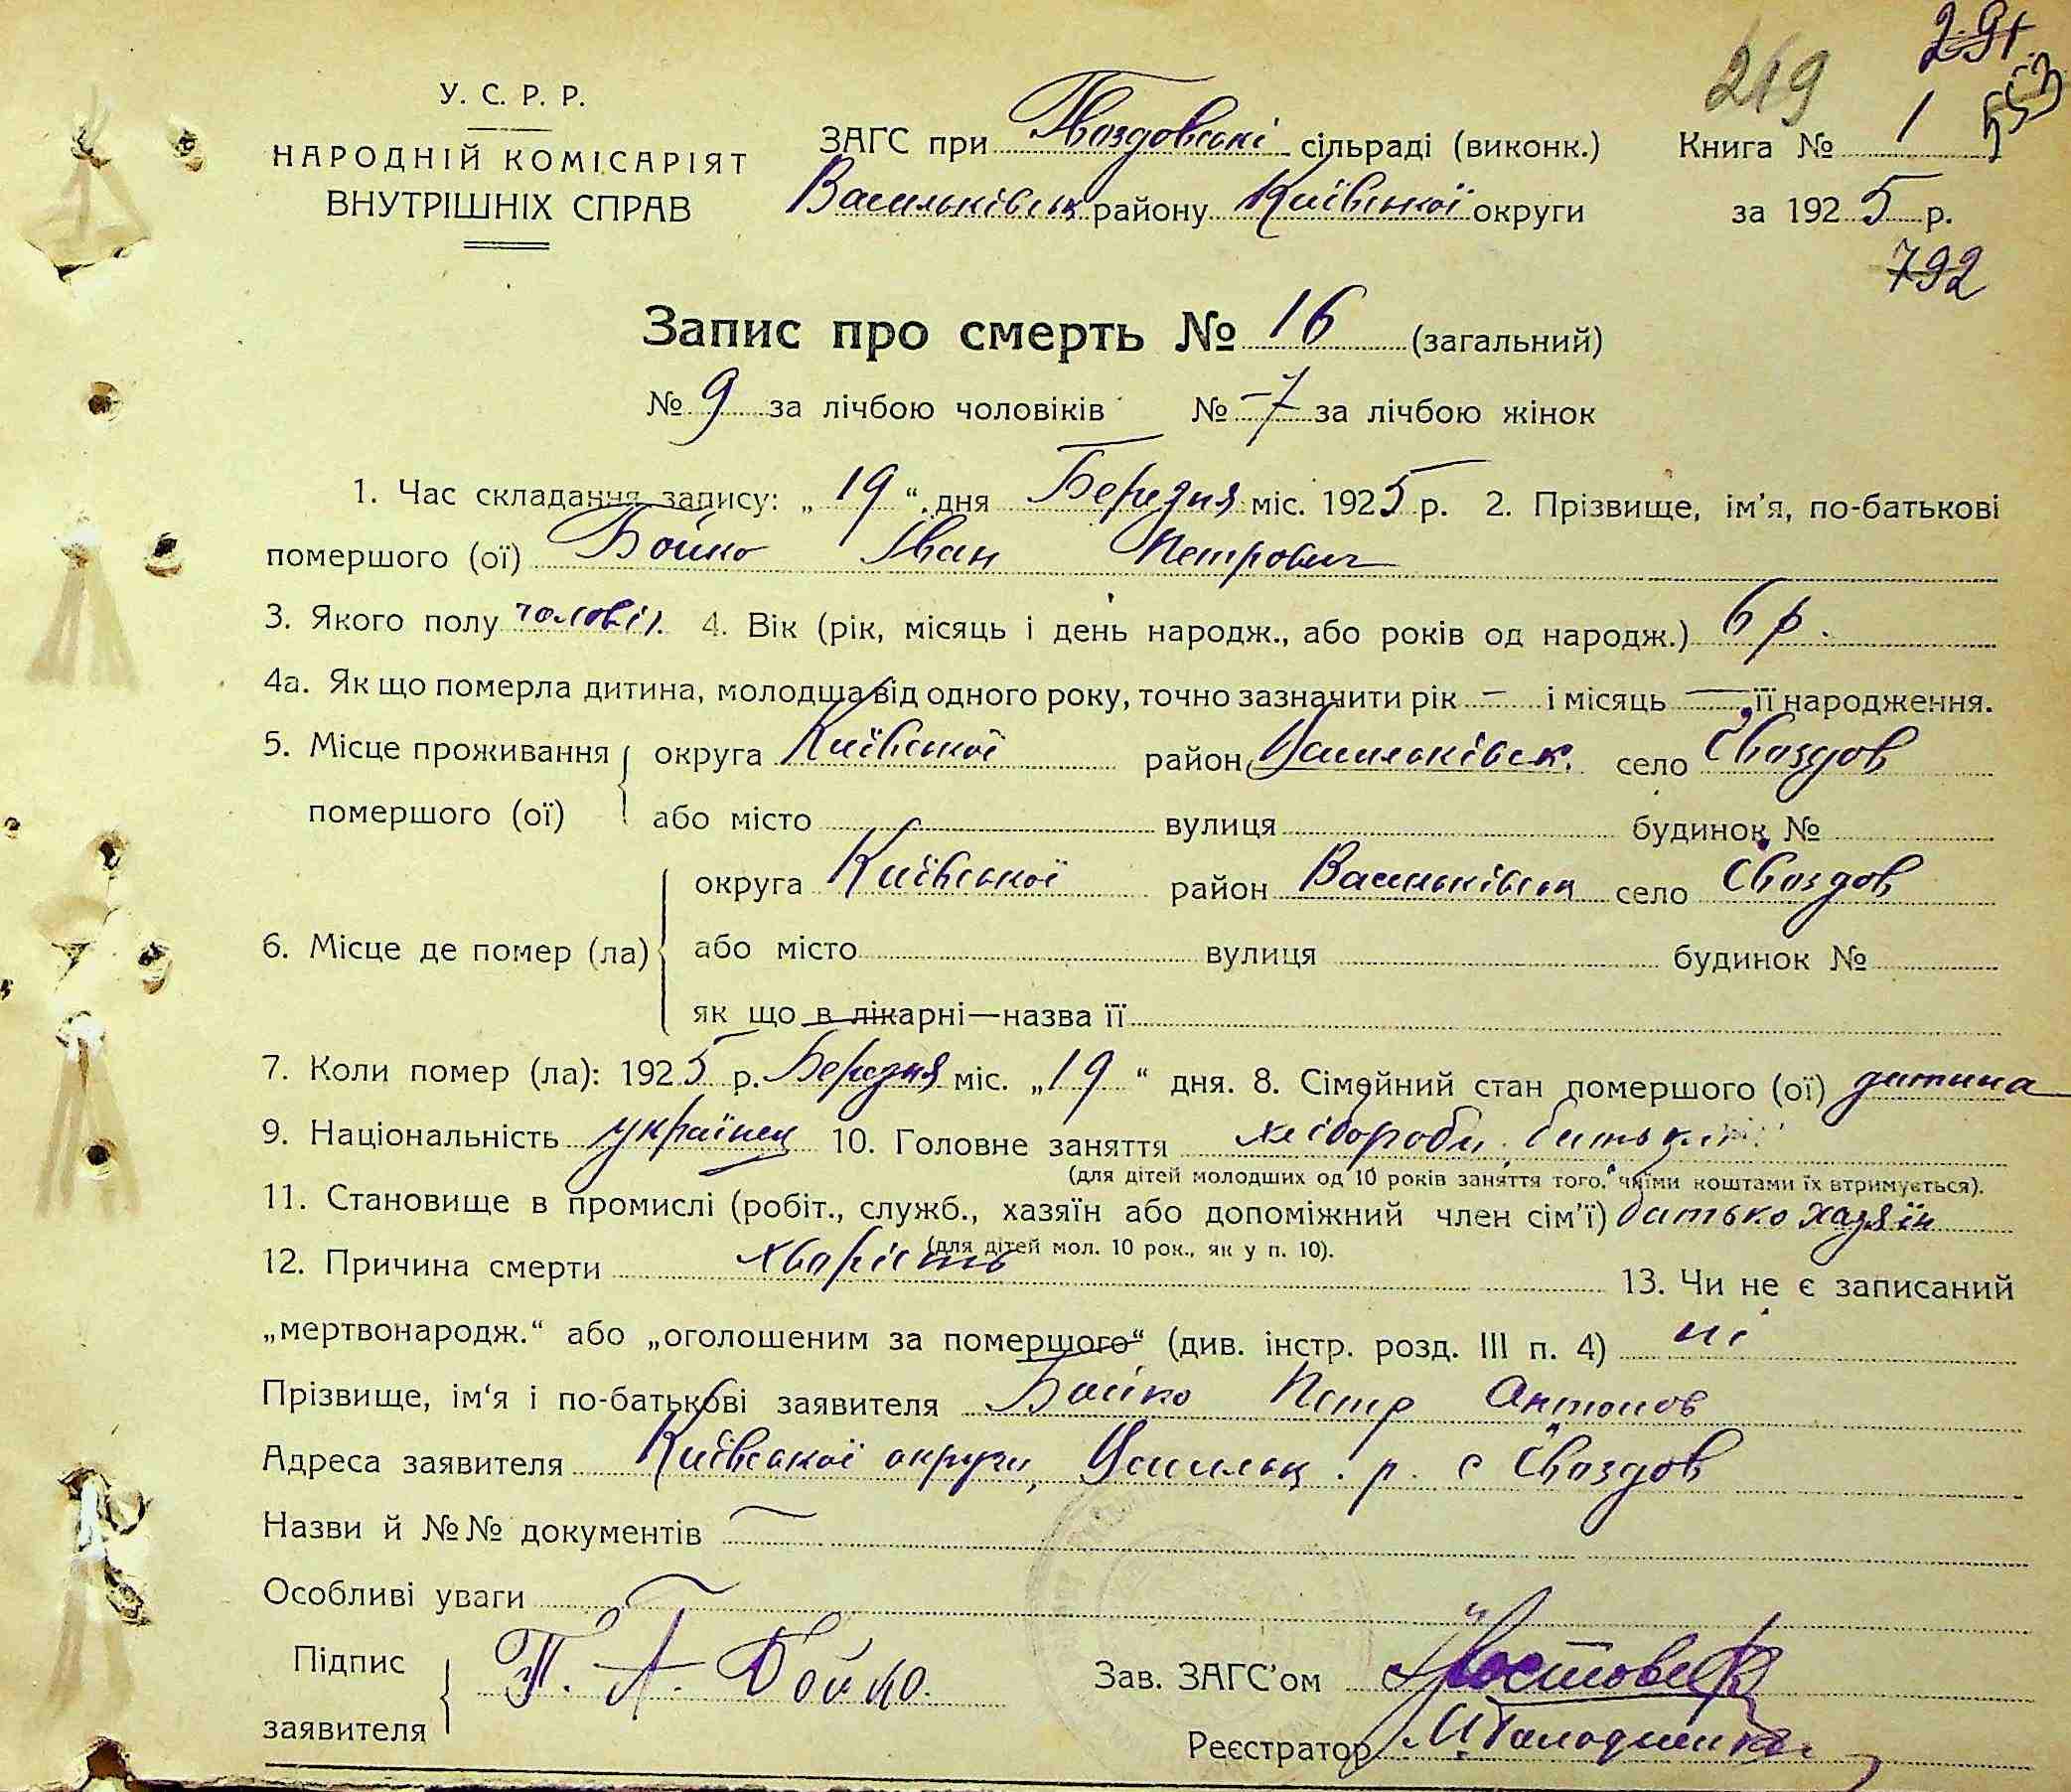 291
219
553
У. С. Р. Р.
НАРОДНІЙ КОМІСАРІЯТ
ВНУТРІШНІХ СПРАВ
ЗАГС при Гвоздовські сільраді (виконк.) Книга № 1
Васильківськ району Київської округи за 1925 р.
792
Запис про смерть № 16 (загальний)
№ 9 за лічбою чоловіків № -7 за лічбою жінок
1. Час складання запису: „ 19 “ дня Березня міс. 1925 р. 2. Прізвище, ім'я, по-батькові
помершого (ої) Бойко Іван Петрович
3. Якого полу чоловіч. 4. Вік (рік, місяць і день народж., або років од народж.) 6 р.
4а. Як що померла дитина, молодша від одного року, точно зазначити рік — і місяць — її народження.
5. Місце проживання помершого (ої) округа Київської район Васильківськ. село Гвоздов
або місто вулиця будинок №
6. Місце де помер (ла) округа Київської район Васильківськ село Гвоздов
або місто вулиця будинок №
як що в лікарні—назва її
7. Коли помер (ла): 1925 р. Березня міс. „19 “ дня. 8. Сімейний стан помершого (ої) дитина
9. Національність українец 10. Головне заняття хлібороби батьки
(для дітей молодших од 10 років заняття того, чиїми коштами їх втримується).
11. Становище в промислі (робіт., служб., хазяїн або допоміжний член сім'ї) батько хазяїн
(для дітей мол. 10 рок., як у п. 10).
12. Причина смерти хворість 13. Чи не є записаний
„мертвонародж.“ або „оголошеним за помершого“ (див. інстр. розд. III п. 4) ні
Прізвище, ім‘я і по-батькові заявителя Бойко Петр Антонов
Адреса заявителя Київської округи, Васильк. р. с Гвоздов
Назви й №№ документів —
Особливі уваги —
Підпис заявителя П. А. Бойко.
Зав. ЗАГС'ом
Реєстратор